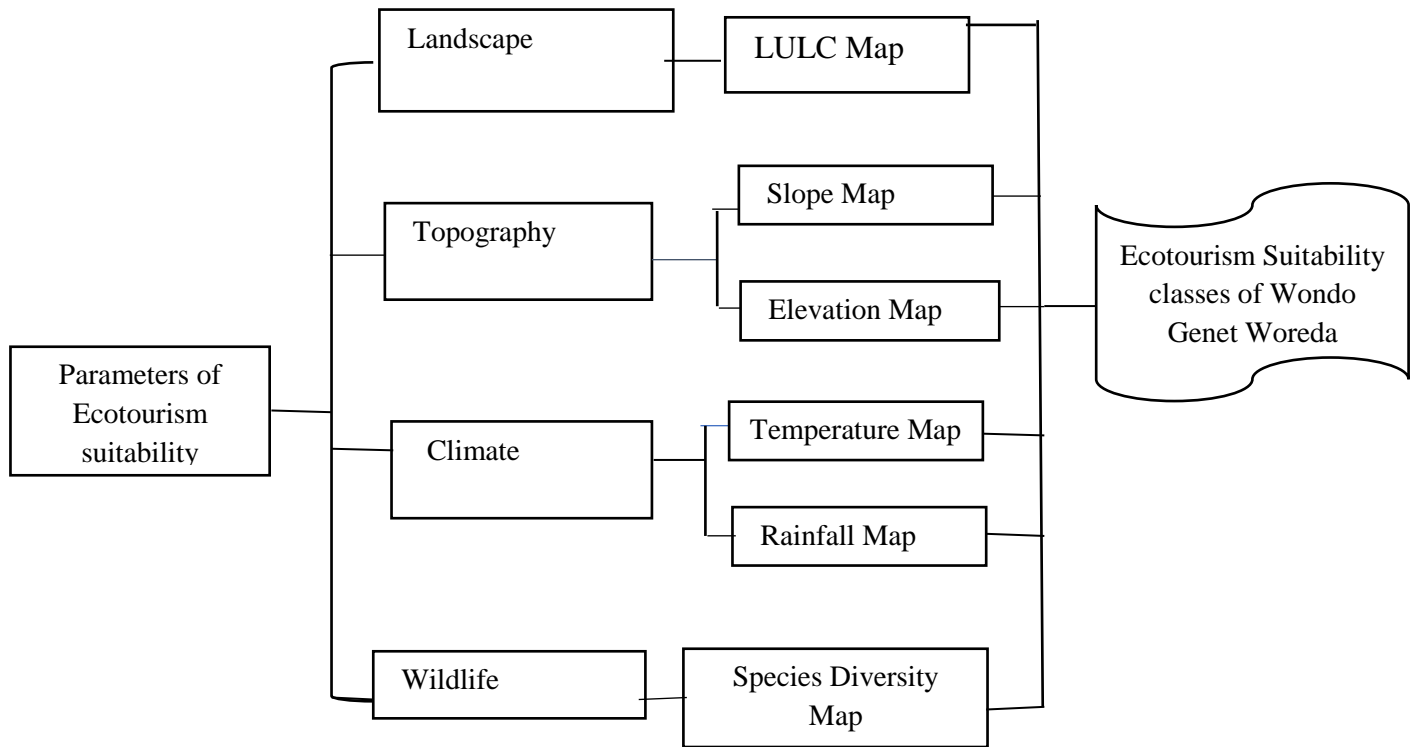 Parameters of
Ecotourism
suitability
Landscape
LULC Map
Topography
Slope Map
Elevation Map
Climate
Temperature Map
Rainfall Map
Wildlife
Species Diversity
Map
Ecotourism Suitability
classes of Wondo
Genet Woreda